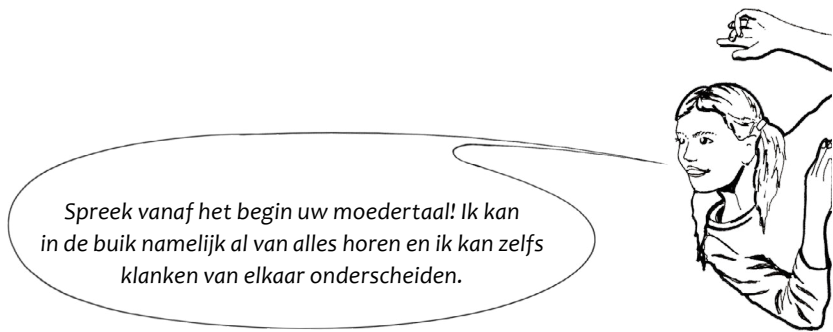 Spreek vanaf het begin uw moedertaal! Ik kan
in de buik namelijk al van alles horen en ik kan zelfs
klanken van elkaar onderscheiden.